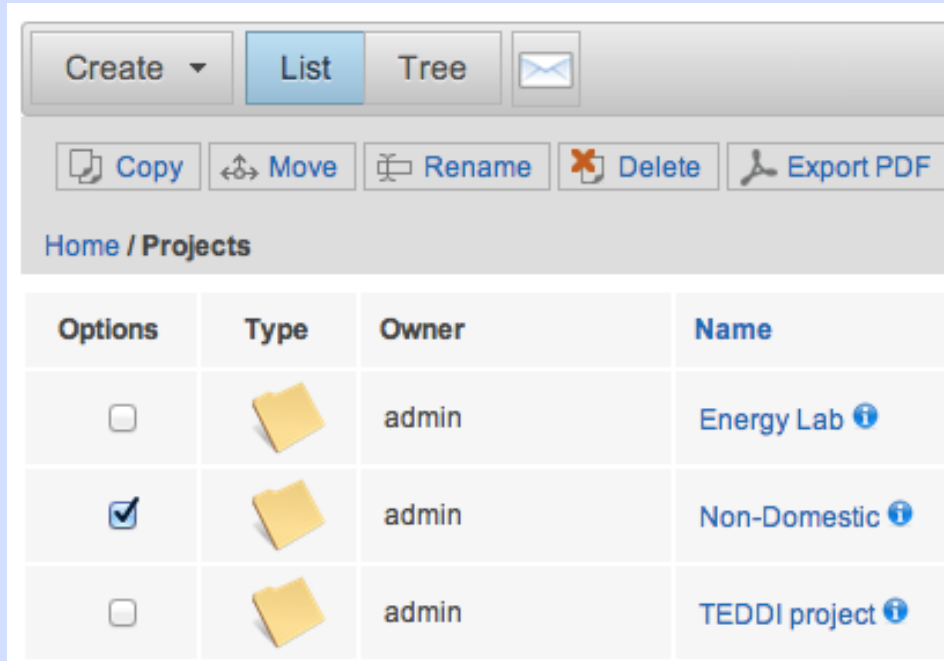 Create List Tree
Copy Move Rename Delete Export PDF
Home / Projects
Options Type Owner Name
admin Energy Lab
admin Non-Domestic
admin TEDDI project